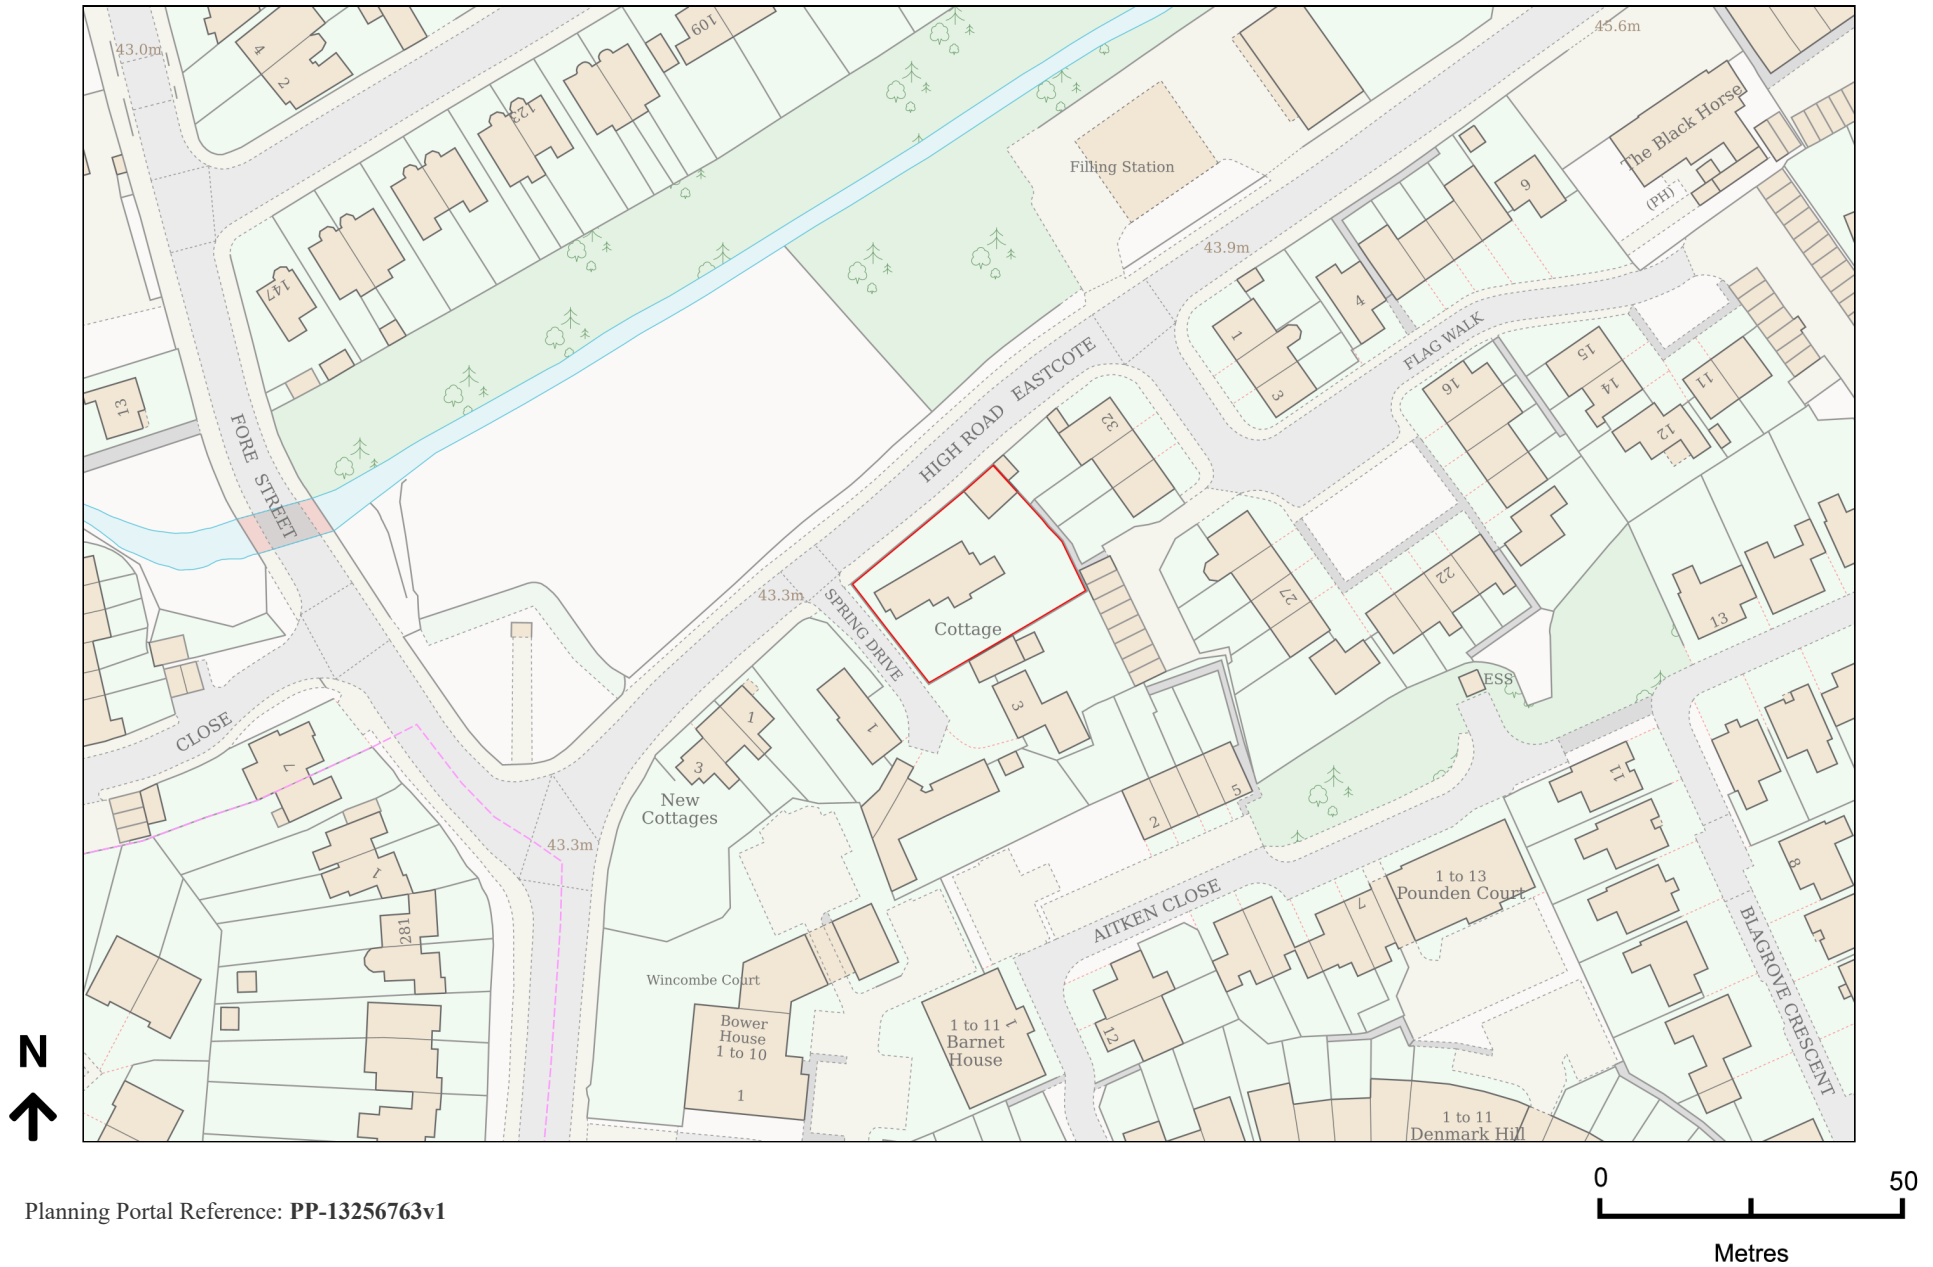 43.0m
4
2
109
45.6m
123
The Black Horse
(PH)
Filling Station
9
43.9m
147
4
1
3
FLAG WALK
HIGH ROAD EASTCOTE
15
14
16
11
12
13
32
FORE STREET
43.3m
SPRING DRIVE
Cottage
27
22
13
ESS
CLOSE
7
1
1
3
3
New
Cottages
2
5
11
43.3m
1
8
1 to 13
Pounden Court
7
AITKEN CLOSE
281
BLAGROVE CRESCENT
Wincombe Court
Bower
House
1 to 10
1
1 to 11
Barnet
House
1
12
1 to 11
Denmark Hill
N
0
50
Metres
Planning Portal Reference: PP-13256763v1